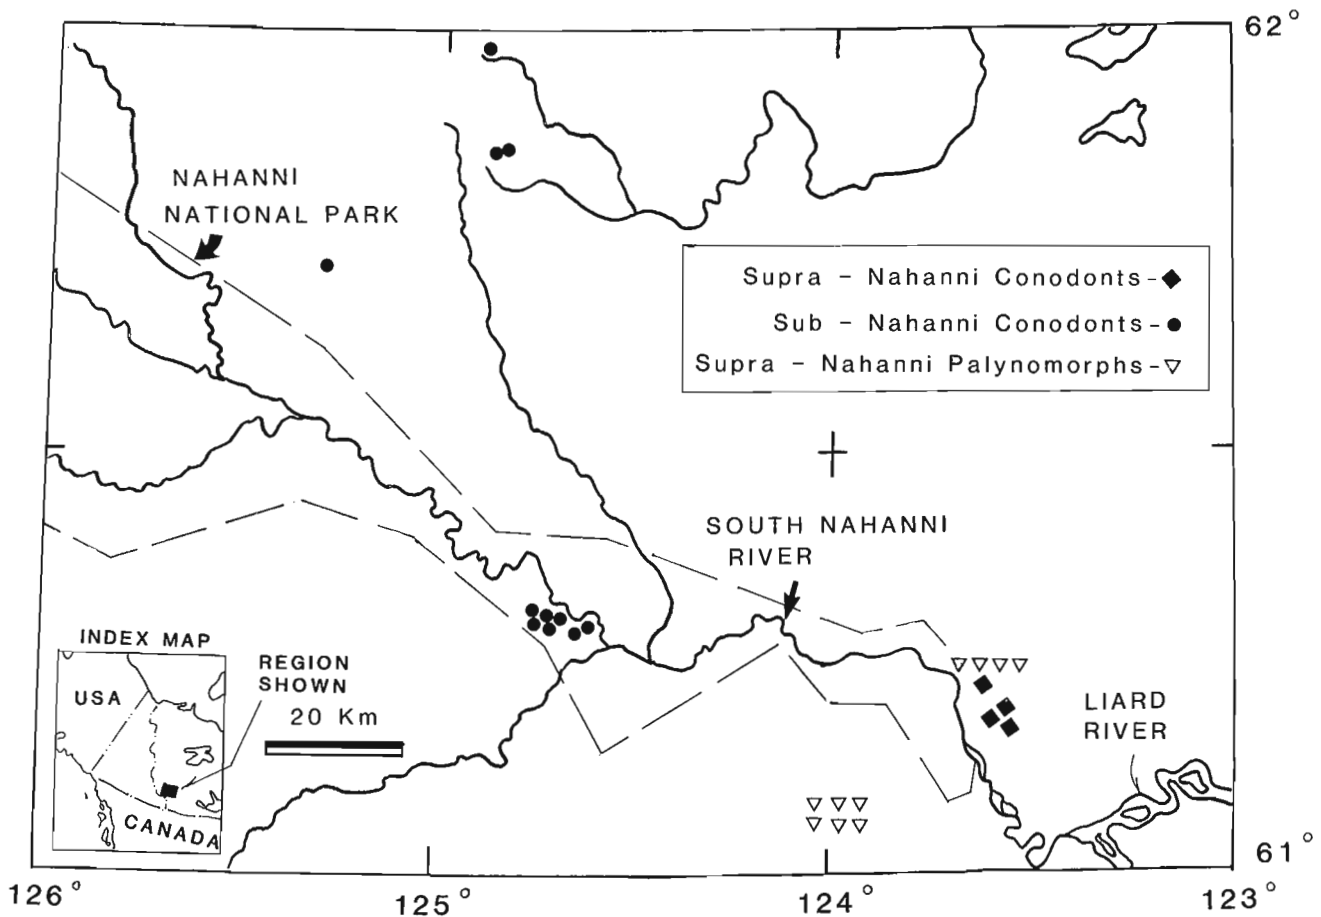 62°
NAHANNI
NATIONAL PARK
Supra - Nahanni Conodonts-◆
Sub - Nahanni Conodonts-●
Supra - Nahanni Palynomorphs-▽
SOUTH NAHANNI
RIVER
INDEX MAP
REGION
SHOWN
USA
20 Km
LIARD
RIVER
CANADA
61°
126°
125°
124°
123°